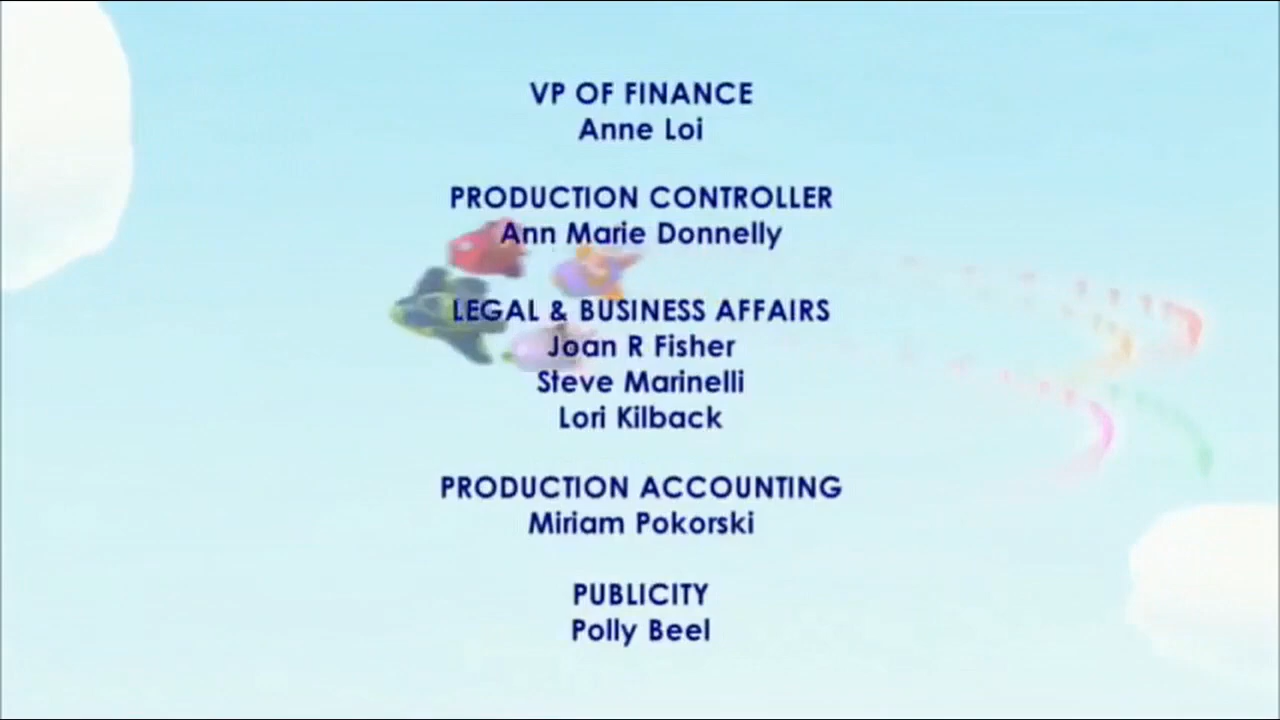 VP OF FINANCE
Anne Loi
PRODUCTION CONTROLLER
Ann Marie Donnelly
LEGAL & BUSINESS AFFAIRS
Joan R Fisher
Steve Marinelli
Lori Kilback
PRODUCTION ACCOUNTING
Miriam Pokorski
PUBLICITY
Polly Beel